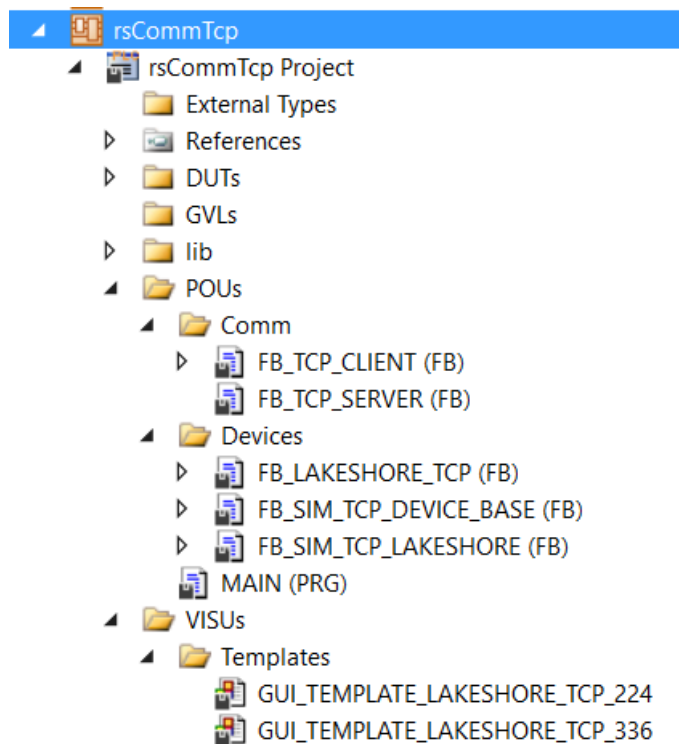 rsCommTcp
rsCommTcp Project
External Types
References
DUTs
GVLs
lib
POUs
Comm
FB_TCP_CLIENT (FB)
FB_TCP_SERVER (FB)
Devices
FB_LAKESHORE_TCP (FB)
FB_SIM_TCP_DEVICE_BASE (FB)
FB_SIM_TCP_LAKESHORE (FB)
MAIN (PRG)
VISUs
Templates
GUI_TEMPLATE_LAKESHORE_TCP_224
GUI_TEMPLATE_LAKESHORE_TCP_336